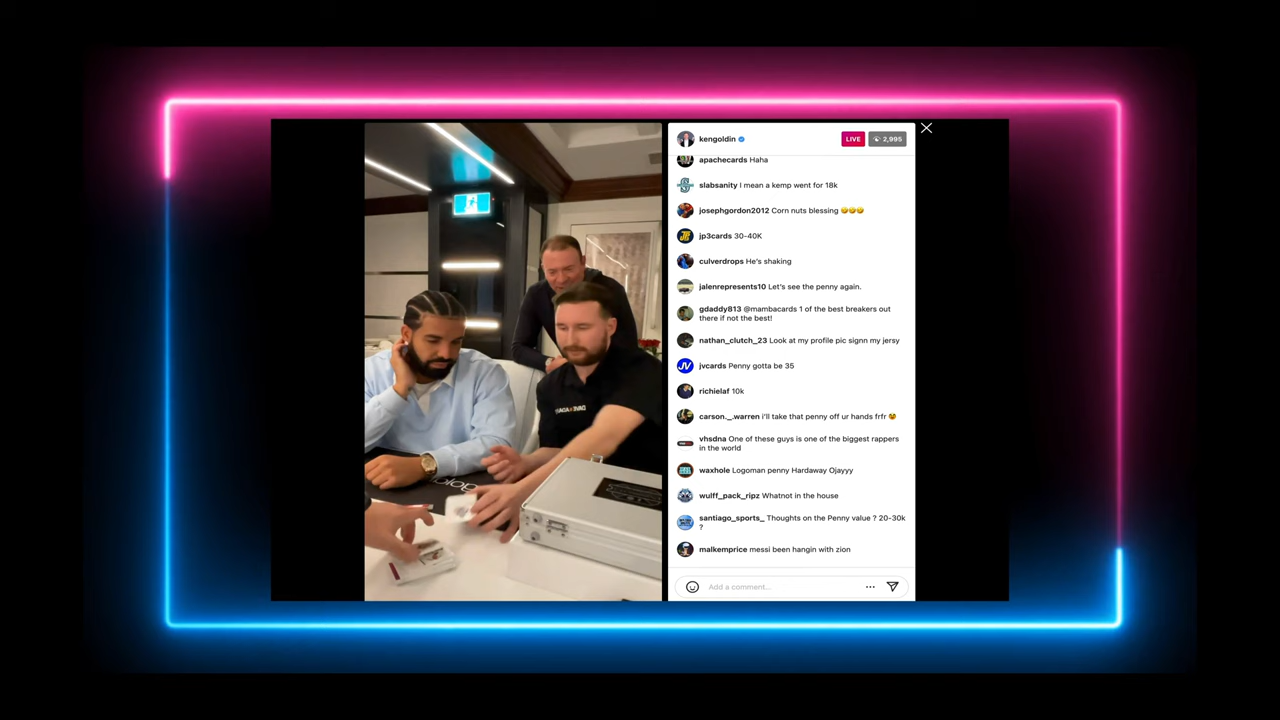 kengoldin
LIVE
2,995
apachecards Haha
slabsanity I mean a kemp went for 18k
josephgordon2012 Corn nuts blessing 🤣🤣🤣
jp3cards 30-40K
culverdrops He's shaking
jalenrepresents10 Let's see the penny again.
gdaddy813 @mambacards 1 of the best breakers out
there if not the best!
nathan_clutch_23 Look at my profile pic signn my jersy
jvcards Penny gotta be 35
richielaf 10k
carson._.warren i'll take that penny off ur hands frfr 😉
vhsdna One of these guys is one of the biggest rappers
in the world
waxhole Logoman penny Hardaway Ojayyy
wulff_pack_ripz Whatnot in the house
santiago_sports_ Thoughts on the Penny value ? 20-30k
?
malkemprice messi been hangin with zion
Add a comment...
JV